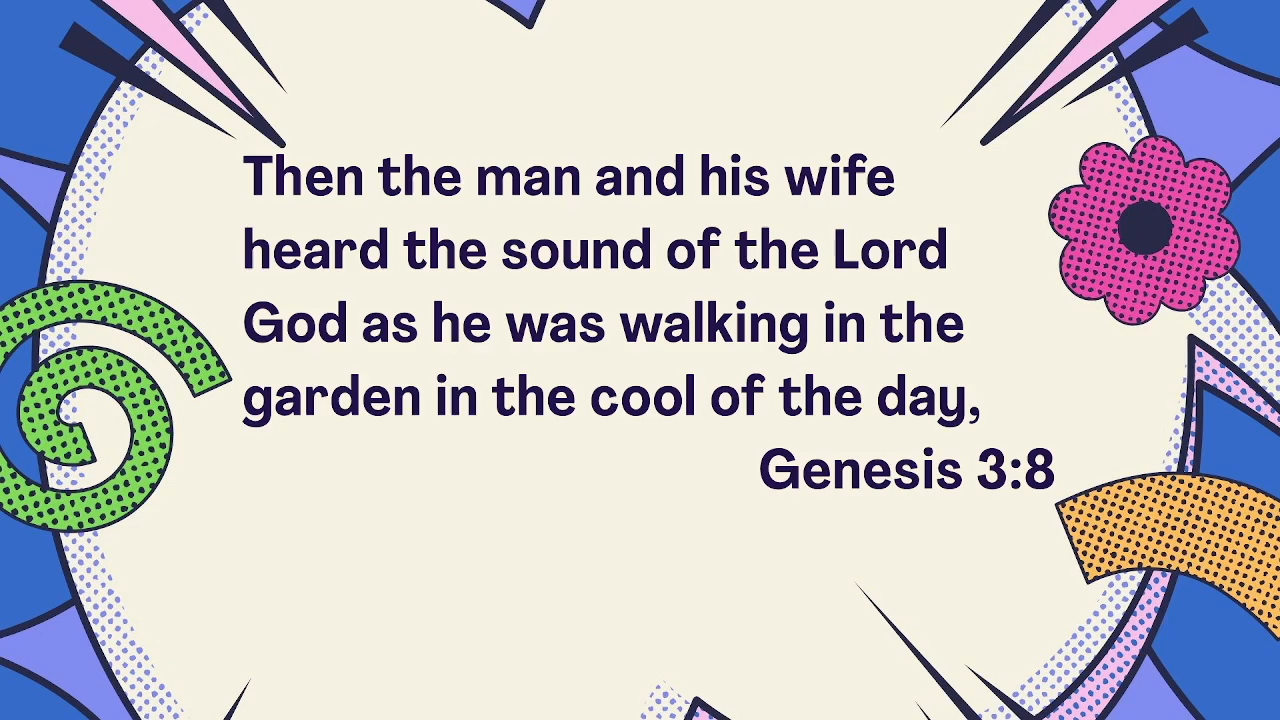 Then the man and his wife
heard the sound of the Lord
God as he was walking in the
garden in the cool of the day,
Genesis 3:8